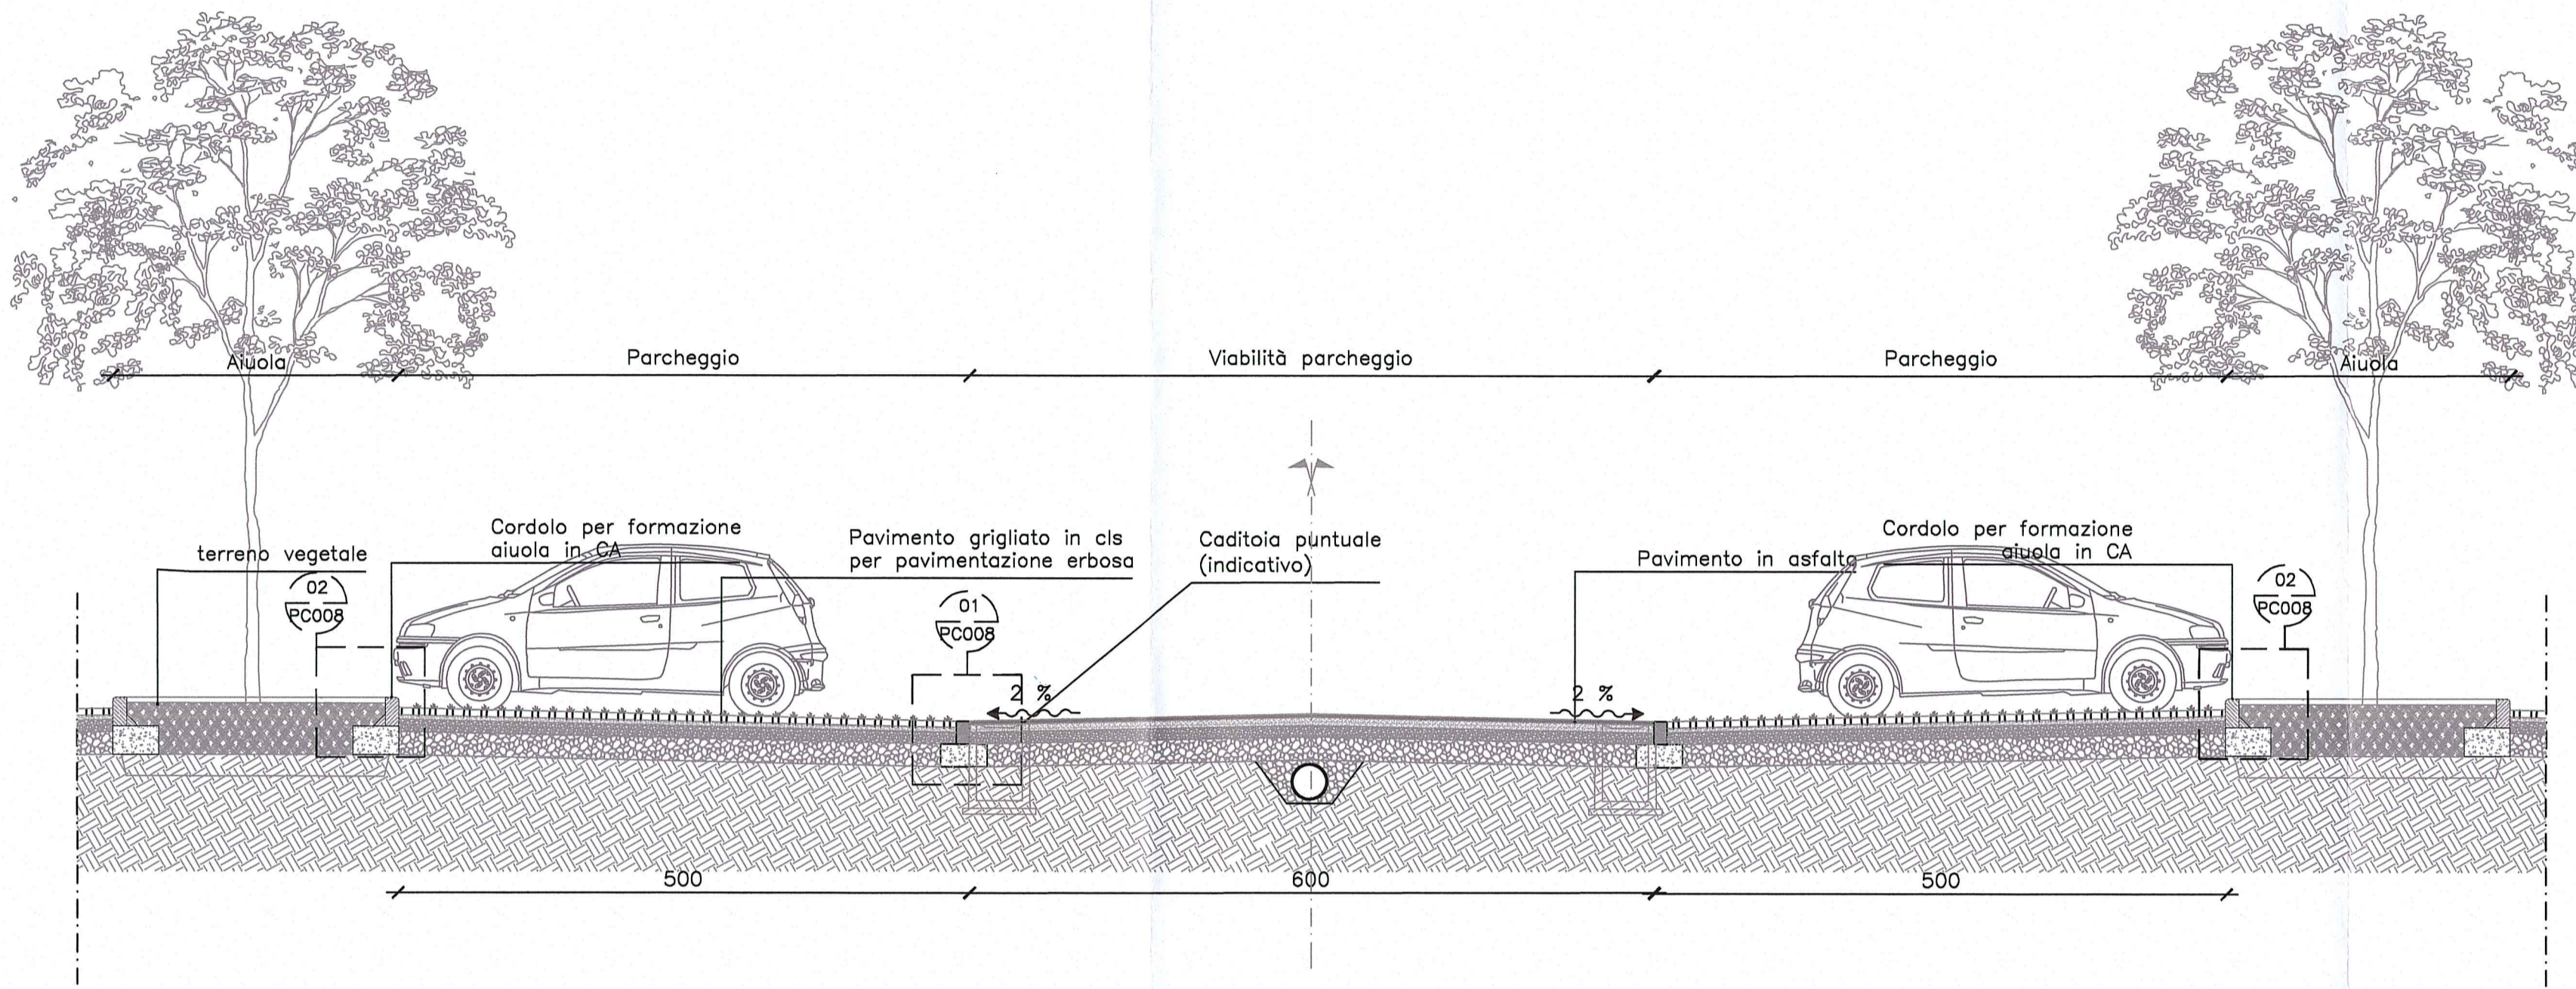 Aiuola
Parcheggio
Viabilità parcheggio
Parcheggio
Aiuola
terreno vegetale
02
PC008
Cordolo per formazione
aiuola in CA
Pavimento grigliato in cls
per pavimentazione erbosa
01
PC008
Caditoia puntuale
(indicativo)
Pavimento in asfalto
Cordolo per formazione
aiuola in CA
02
PC008
2 %
2 %
500
600
500